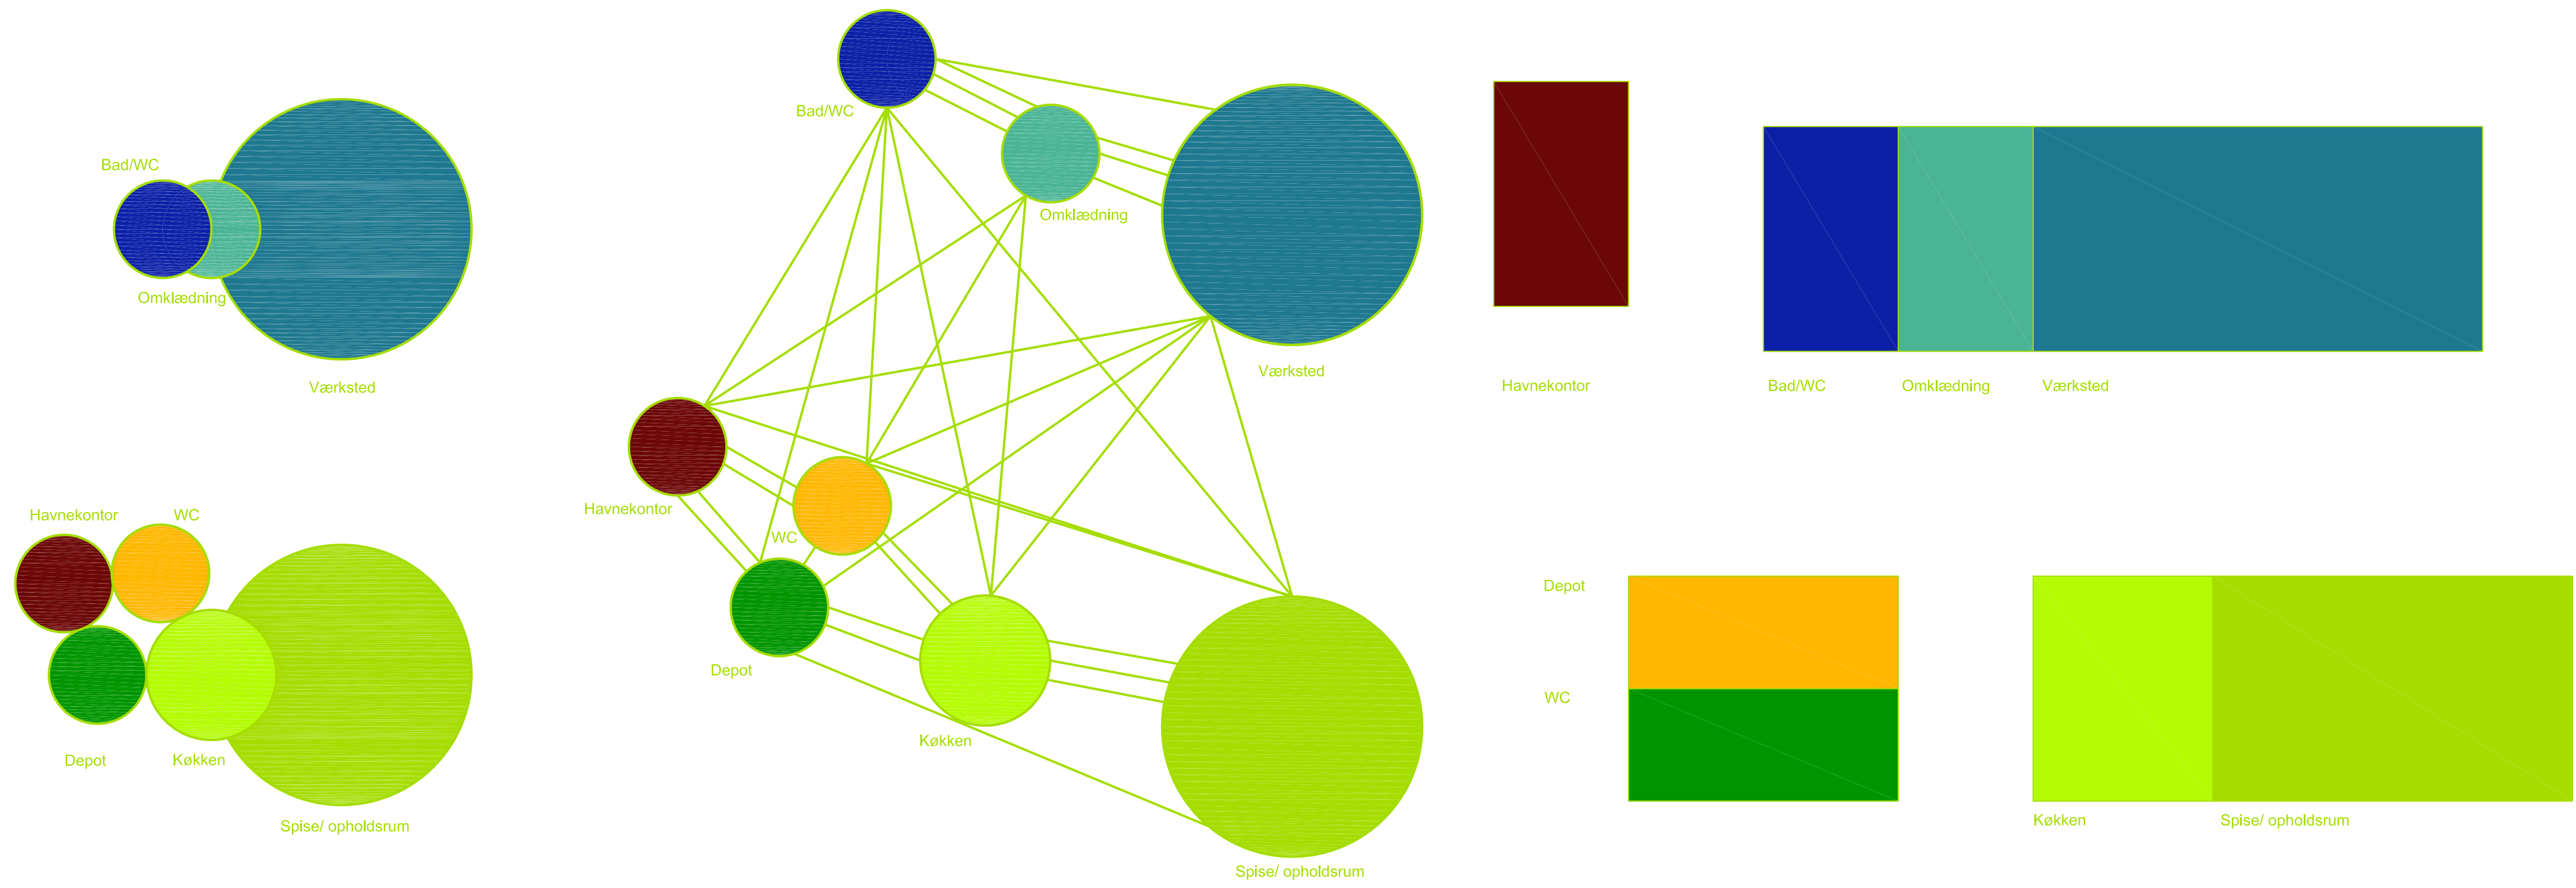 Bad/WC
Omklædning
Værksted
Havnekontor
WC
Depot
Køkken
Spise/ opholdsrum
Bad/WC
Omklædning
Værksted
Havnekontor
WC
Depot
Køkken
Spise/ opholdsrum
Havnekontor
Bad/WC
Omklædning
Værksted
Depot
WC
Køkken
Spise/ opholdsrum